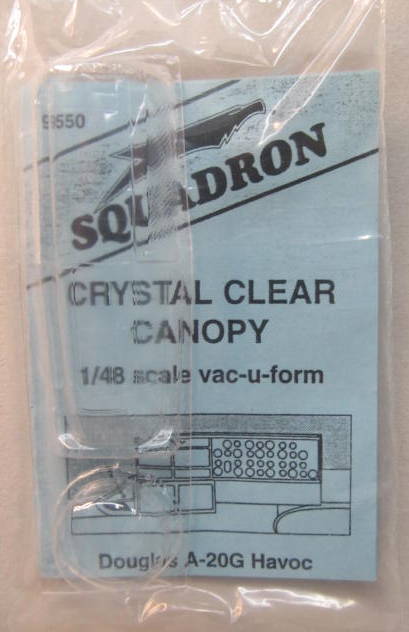 9550
SQUADRON
CRYSTAL CLEAR
CANOPY
1/48 scale vac-u-form
Douglas A-20G Havoc